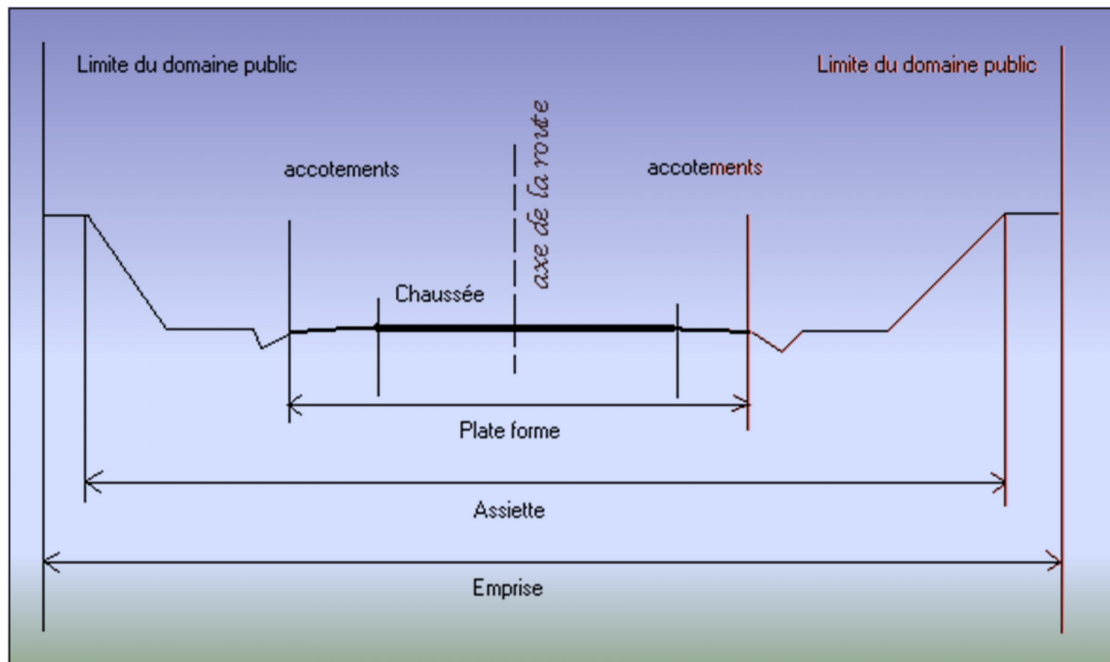 Limite du domaine public
Limite du domaine public
axe de la route
accotements
accotements
Chaussée
Plate forme
Assiette
Emprise